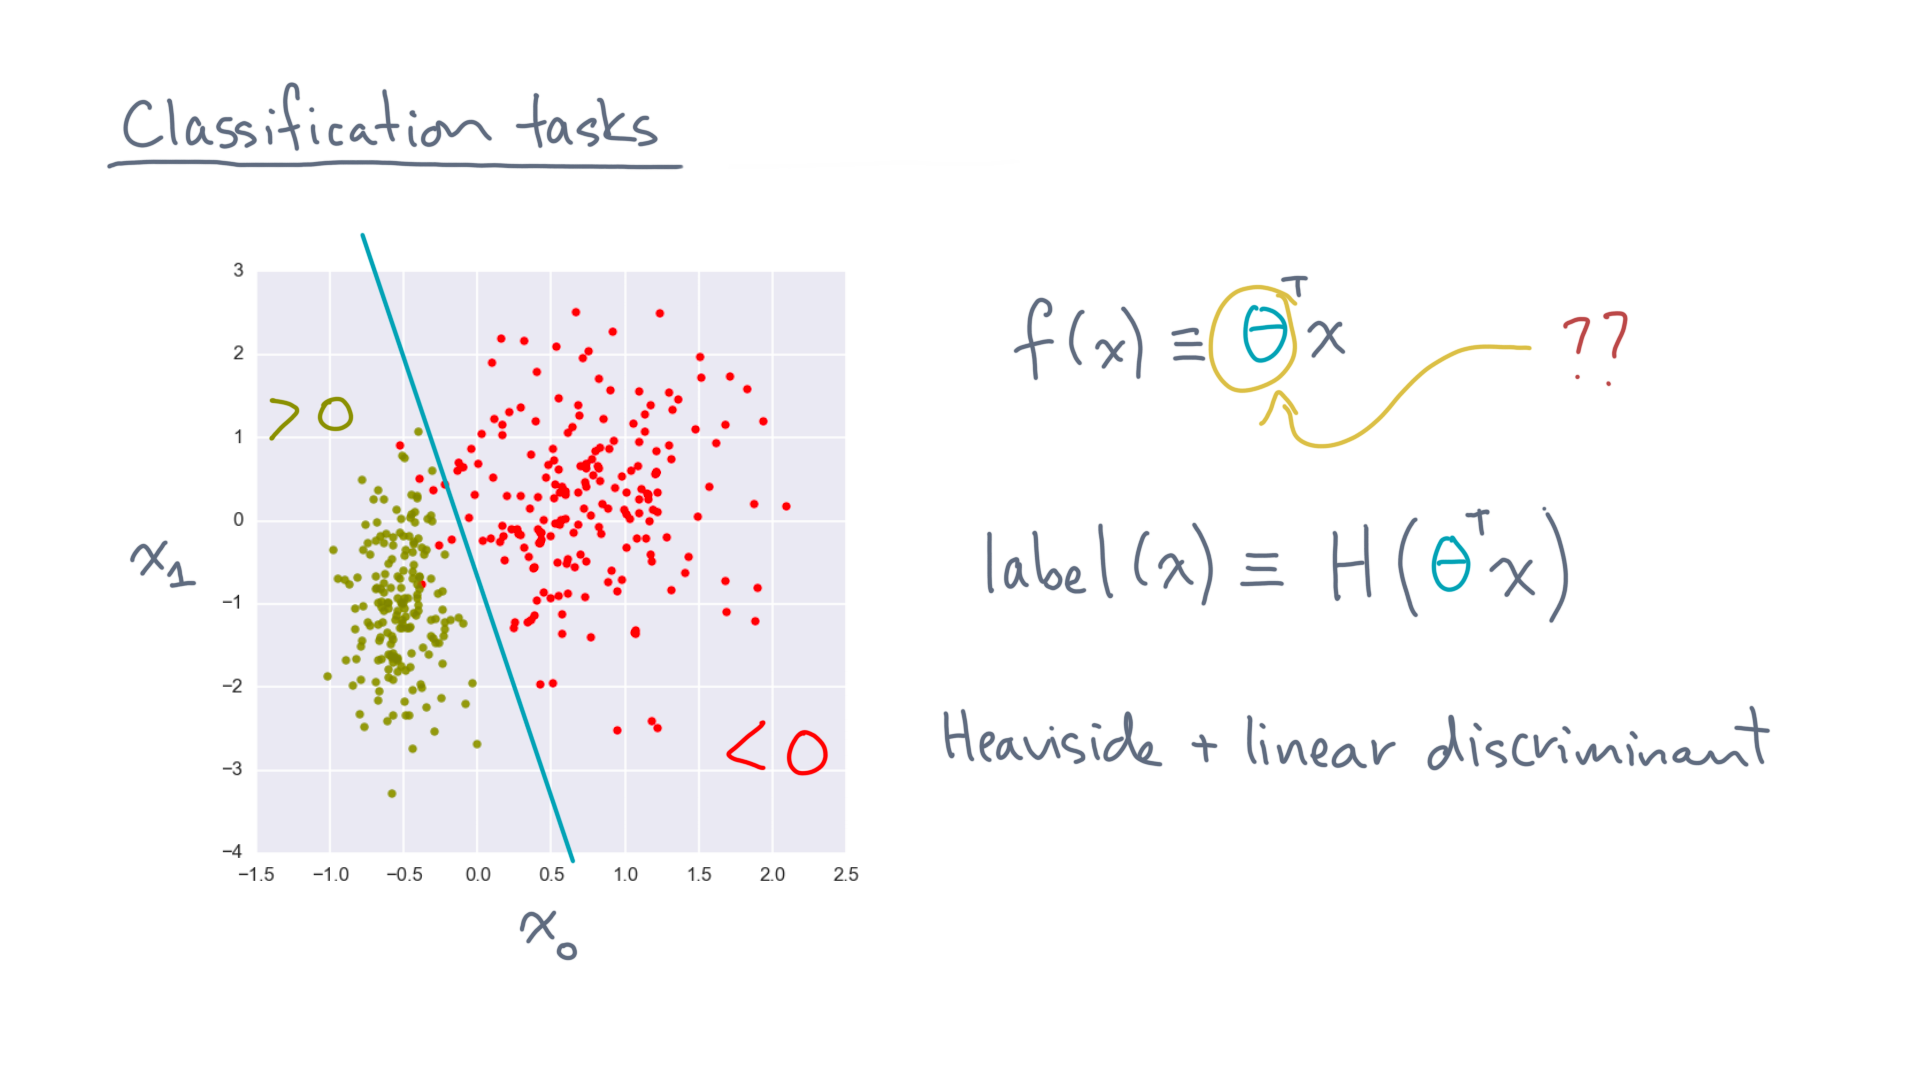 Classification tasks
3
2
1
0
−1
−2
−3
−4
−1.5 −1.0 −0.5 0.0 0.5 1.0 1.5 2.0 2.5
x₁
x₀
>0
<0
f(x) ≡ θᵀx
??
label(x) ≡ H(θᵀx)
Heaviside + linear discriminant